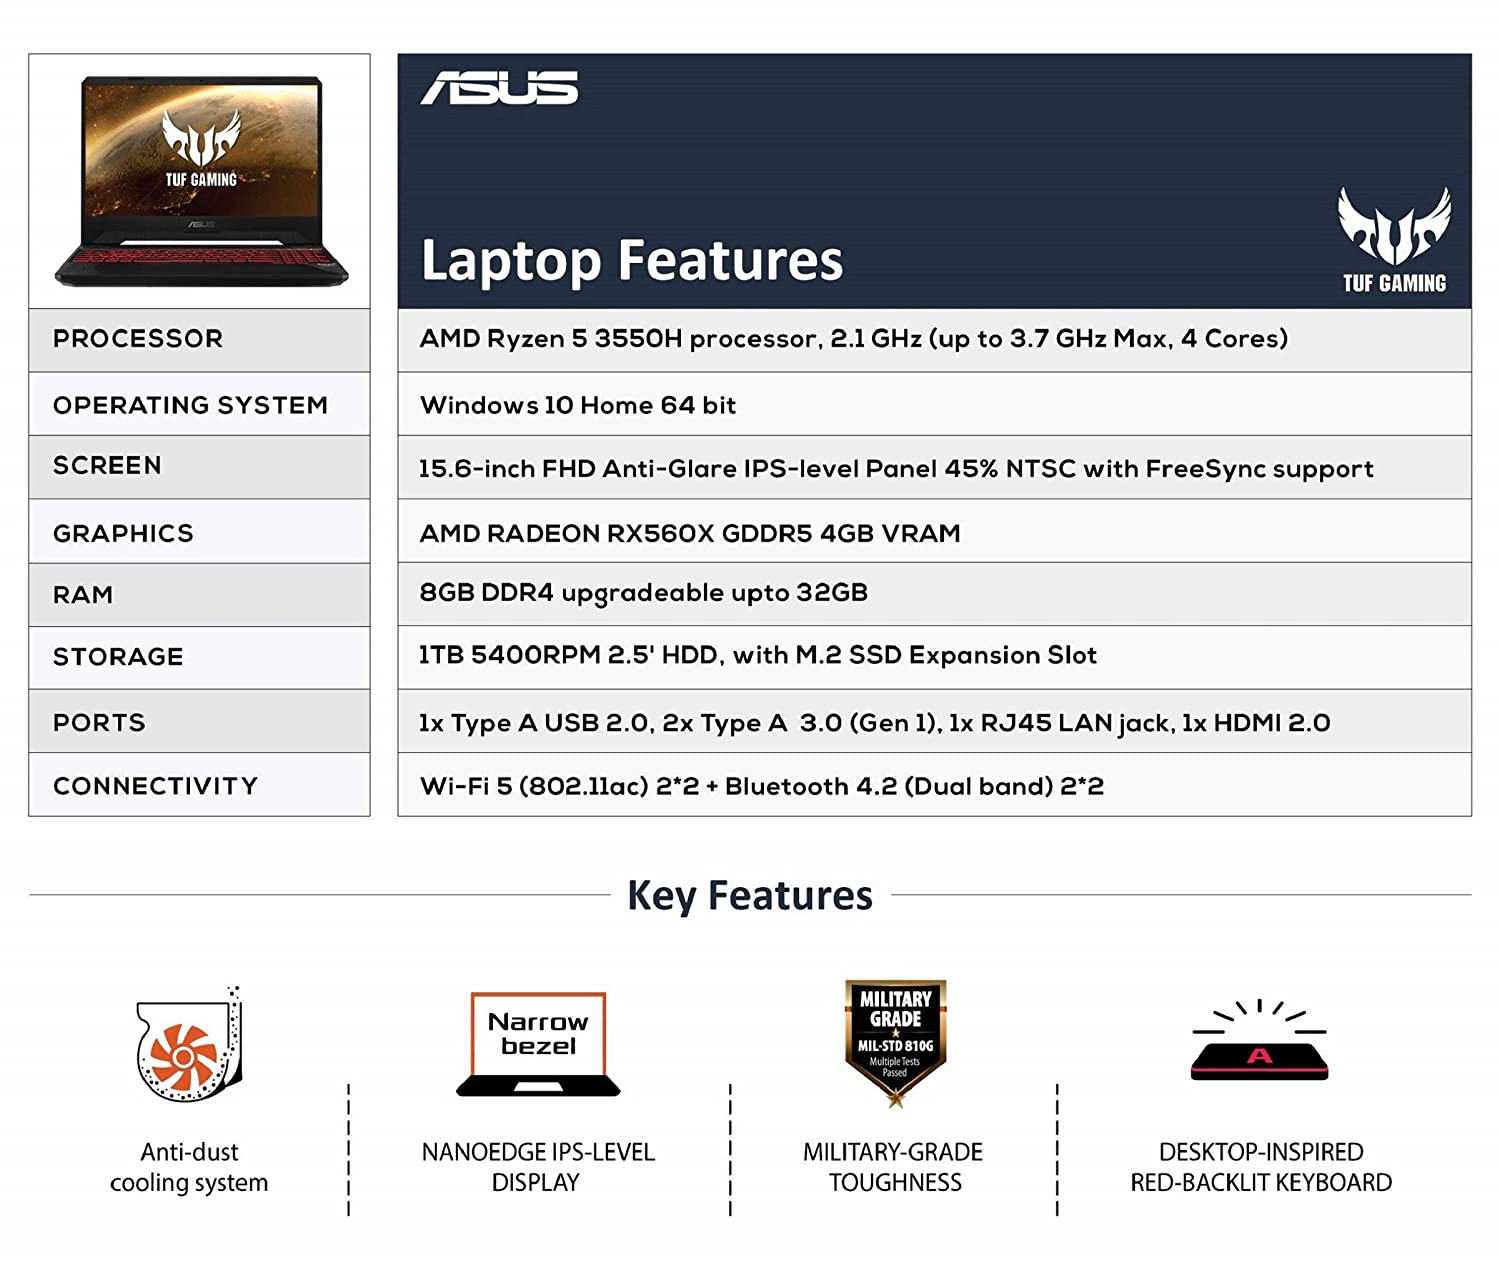 TUF GAMING
ASUS
ASUS
Laptop Features
TUF GAMING
PROCESSOR
AMD Ryzen 5 3550H processor, 2.1 GHz (up to 3.7 GHz Max, 4 Cores)
OPERATING SYSTEM
Windows 10 Home 64 bit
SCREEN
15.6-inch FHD Anti-Glare IPS-level Panel 45% NTSC with FreeSync support
GRAPHICS
AMD RADEON RX560X GDDR5 4GB VRAM
RAM
8GB DDR4 upgradeable upto 32GB
STORAGE
1TB 5400RPM 2.5' HDD, with M.2 SSD Expansion Slot
PORTS
1x Type A USB 2.0, 2x Type A  3.0 (Gen 1), 1x RJ45 LAN jack, 1x HDMI 2.0
CONNECTIVITY
Wi-Fi 5 (802.11ac) 2*2 + Bluetooth 4.2 (Dual band) 2*2
Key Features
Anti-dust
cooling system
Narrow
bezel
NANOEDGE IPS-LEVEL
DISPLAY
MILITARY
GRADE
MIL-STD 810G
Multiple Tests
Passed
MILITARY-GRADE
TOUGHNESS
A
DESKTOP-INSPIRED
RED-BACKLIT KEYBOARD